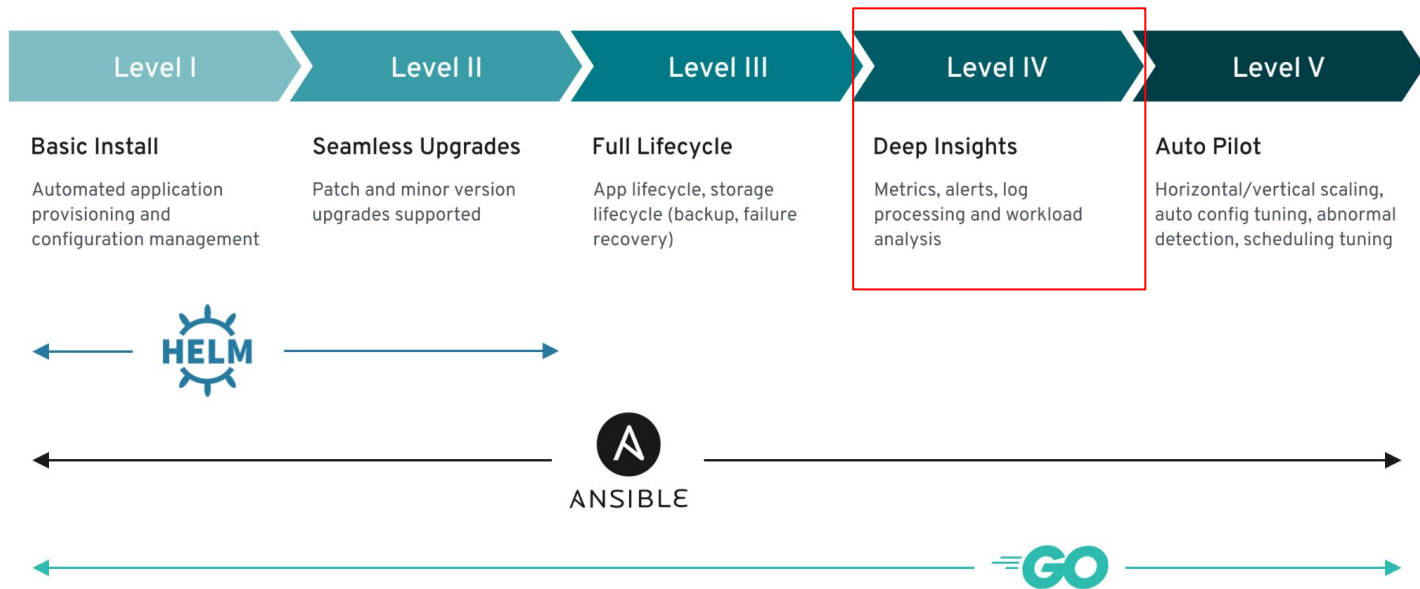 Level I
Level II
Level III
Level IV
Level V
Basic Install
Automated application
provisioning and
configuration management
Seamless Upgrades
Patch and minor version
upgrades supported
Full Lifecycle
App lifecycle, storage
lifecycle (backup, failure
recovery)
Deep Insights
Metrics, alerts, log
processing and workload
analysis
Auto Pilot
Horizontal/vertical scaling,
auto config tuning, abnormal
detection, scheduling tuning
HELM
A
ANSIBLE
GO